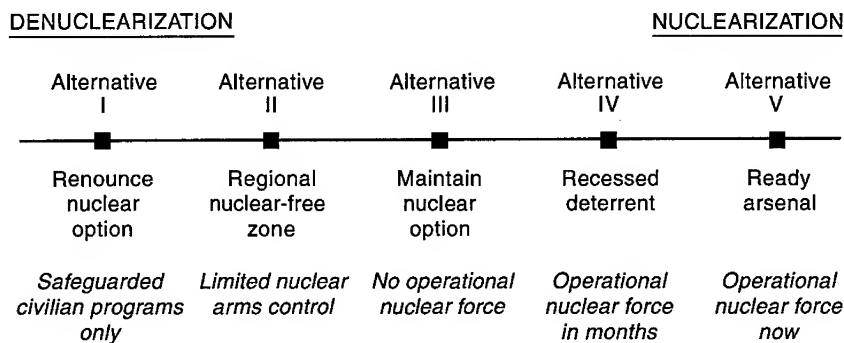 DENUCLEARIZATION NUCLEARIZATION
Alternative Alternative Alternative Alternative Alternative
I II III IV V
Renounce Regional Maintain Recessed Ready
nuclear nuclear-free nuclear deterrent arsenal
option zone option
Safeguarded Limited nuclear No operational Operational Operational
civilian programs arms control nuclear force nuclear force nuclear force
only in months now